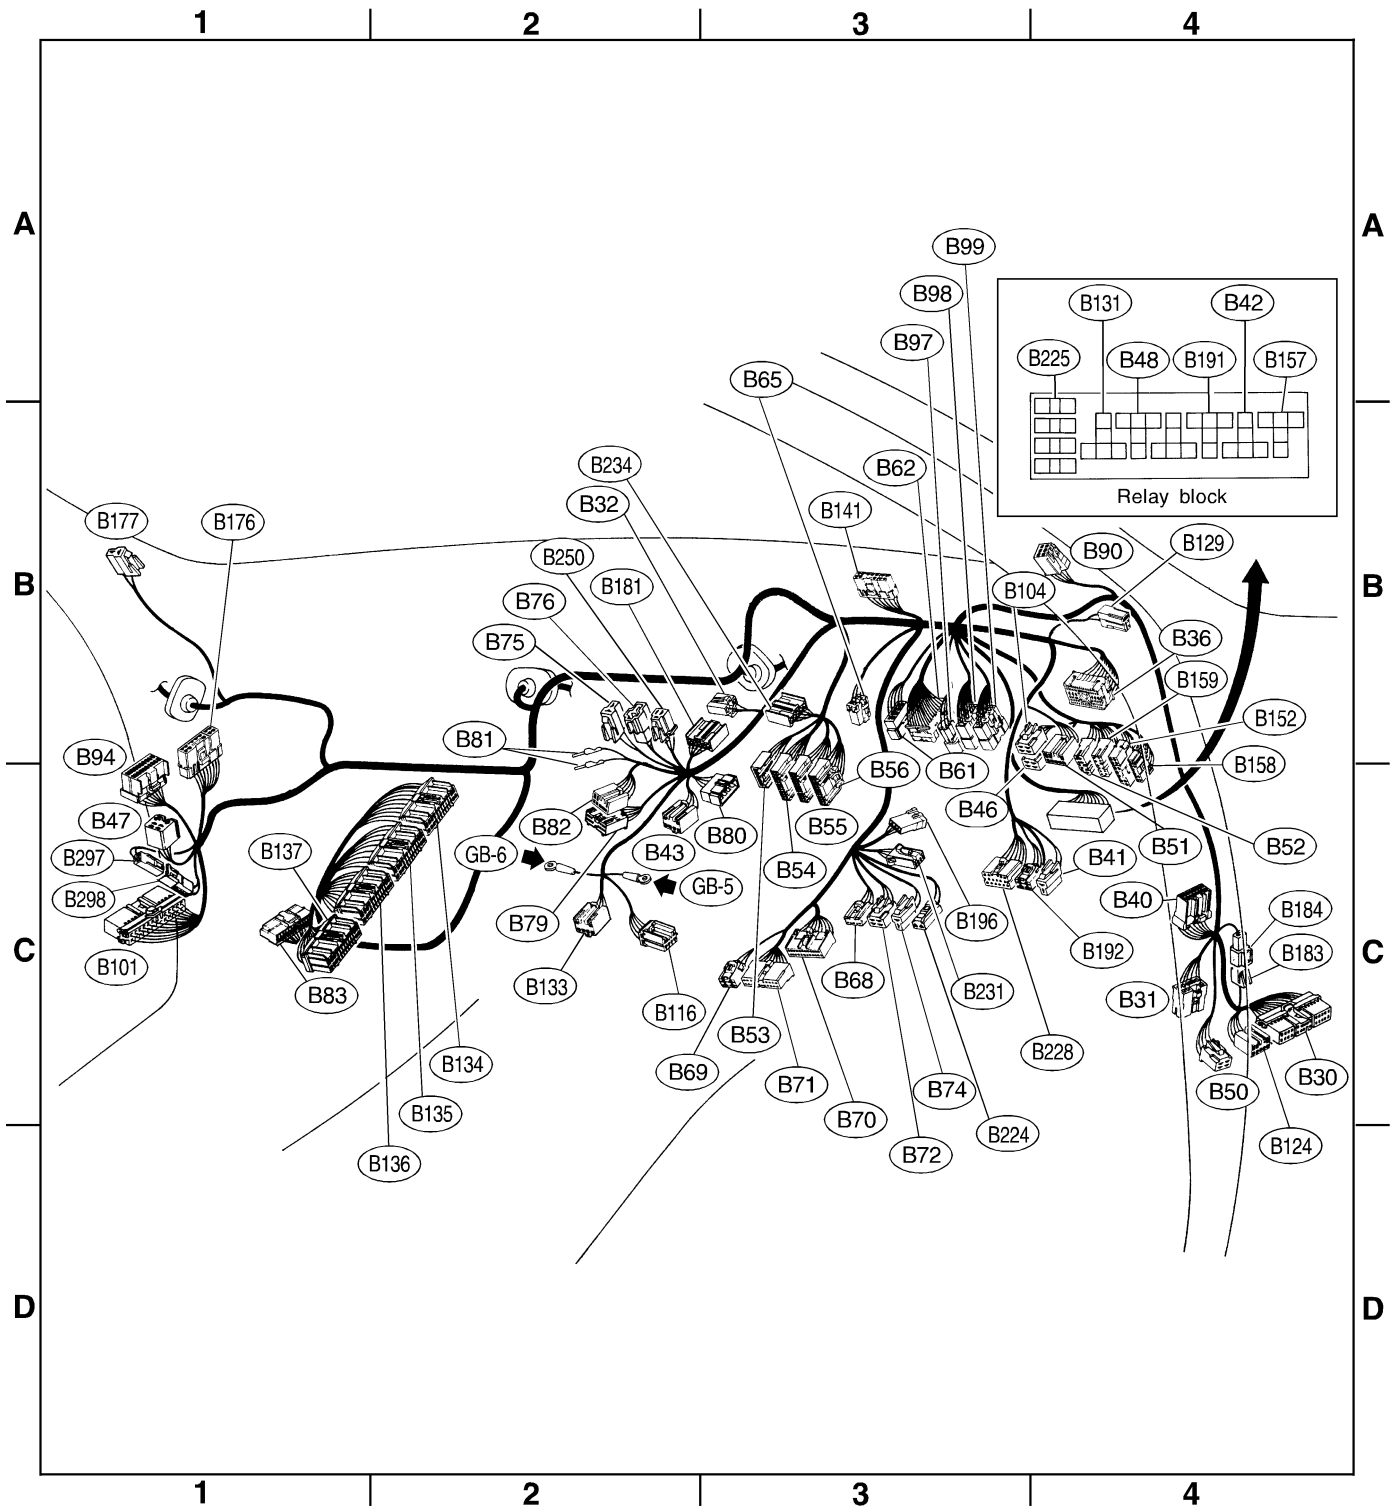 1 2 3 4
A A
B99
B98
B131 B42
B97
B225 B48 B191 B157
B65
B234 B62
Relay block
B32 B141
B177 B176
B250 B90 B129
B181 B104
B B
B76
B75 B36
B159
B152
B81
B94 B56 B61 B158
B46
B47 B82 B43 B80 B55
B297 B137 GB-6 B54 B41 B51 B52
B298 GB-5 B40
B79 B196 B184
C C
B101 B192 B183
B83 B133 B68 B231 B31
B116
B53
B134 B69 B228
B71 B74 B50 B30
B135 B70
B224
B136 B72 B124
D D
1 2 3 4